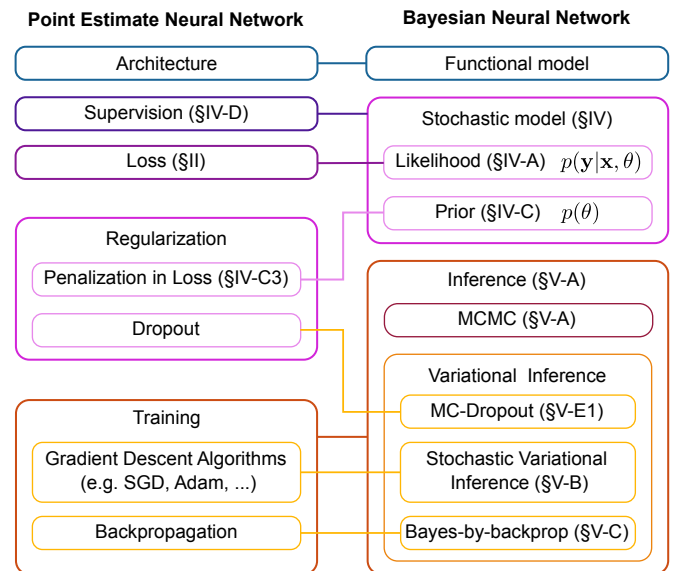 Point Estimate Neural Network
Bayesian Neural Network
Architecture
Functional model
Supervision (§IV-D)
Stochastic model (§IV)
Loss (§II)
Likelihood (§IV-A) p(y|x, θ)
Prior (§IV-C) p(θ)
Regularization
Penalization in Loss (§IV-C3)
Dropout
Inference (§V-A)
MCMC (§V-A)
Variational Inference
MC-Dropout (§V-E1)
Training
Gradient Descent Algorithms
(e.g. SGD, Adam, ...)
Stochastic Variational
Inference (§V-B)
Backpropagation
Bayes-by-backprop (§V-C)